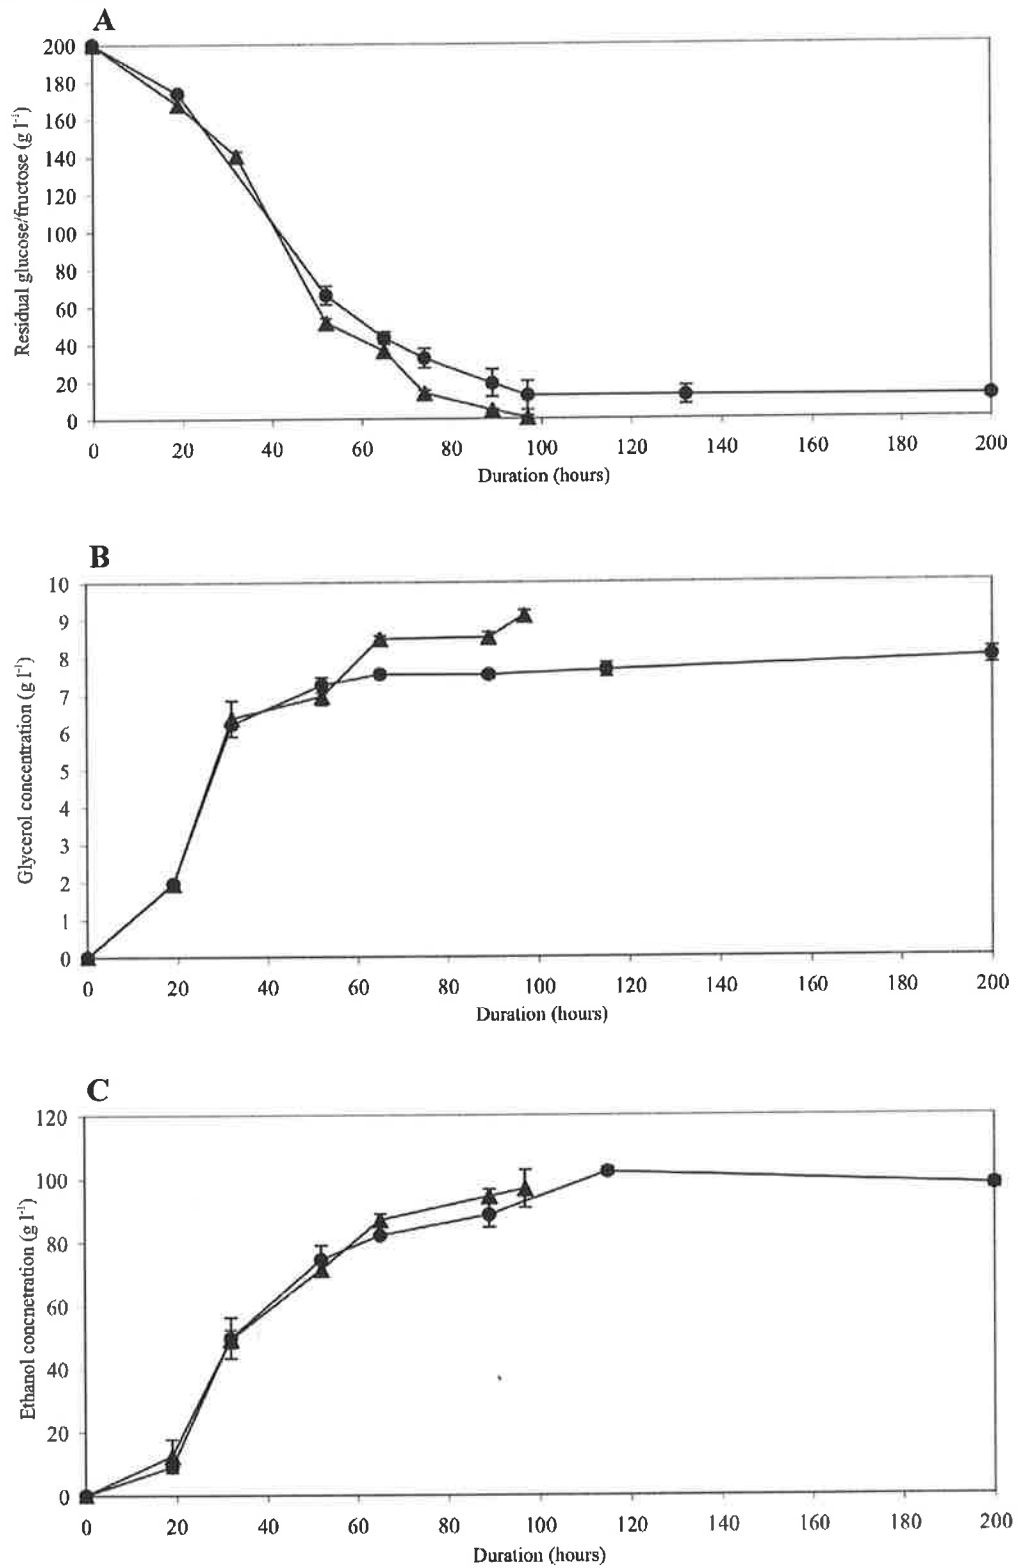 A
200
180
160
140
120
100
80
60
40
20
0
Residual glucose/fructose (g l⁻¹)
0 20 40 60 80 100 120 140 160 180 200
Duration (hours)
B
10
9
8
7
6
5
4
3
2
1
0
Glycerol concentration (g l⁻¹)
0 20 40 60 80 100 120 140 160 180 200
Duration (hours)
C
120
100
80
60
40
20
0
Ethanol concnetration (g l⁻¹)
0 20 40 60 80 100 120 140 160 180 200
Duration (hours)